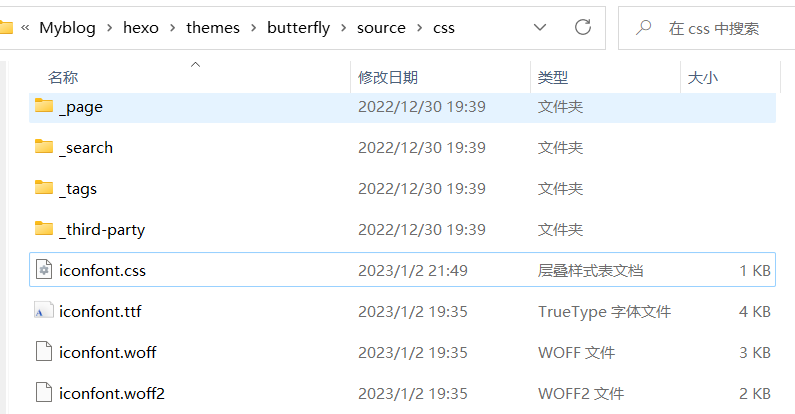 « Myblog > hexo > themes > butterfly > source > css 在 css 中搜索
名称 修改日期 类型 大小
_page 2022/12/30 19:39 文件夹
_search 2022/12/30 19:39 文件夹
_tags 2022/12/30 19:39 文件夹
_third-party 2022/12/30 19:39 文件夹
iconfont.css 2023/1/2 21:49 层叠样式表文档 1 KB
iconfont.ttf 2023/1/2 19:35 TrueType 字体文件 4 KB
iconfont.woff 2023/1/2 19:35 WOFF 文件 3 KB
iconfont.woff2 2023/1/2 19:35 WOFF2 文件 2 KB